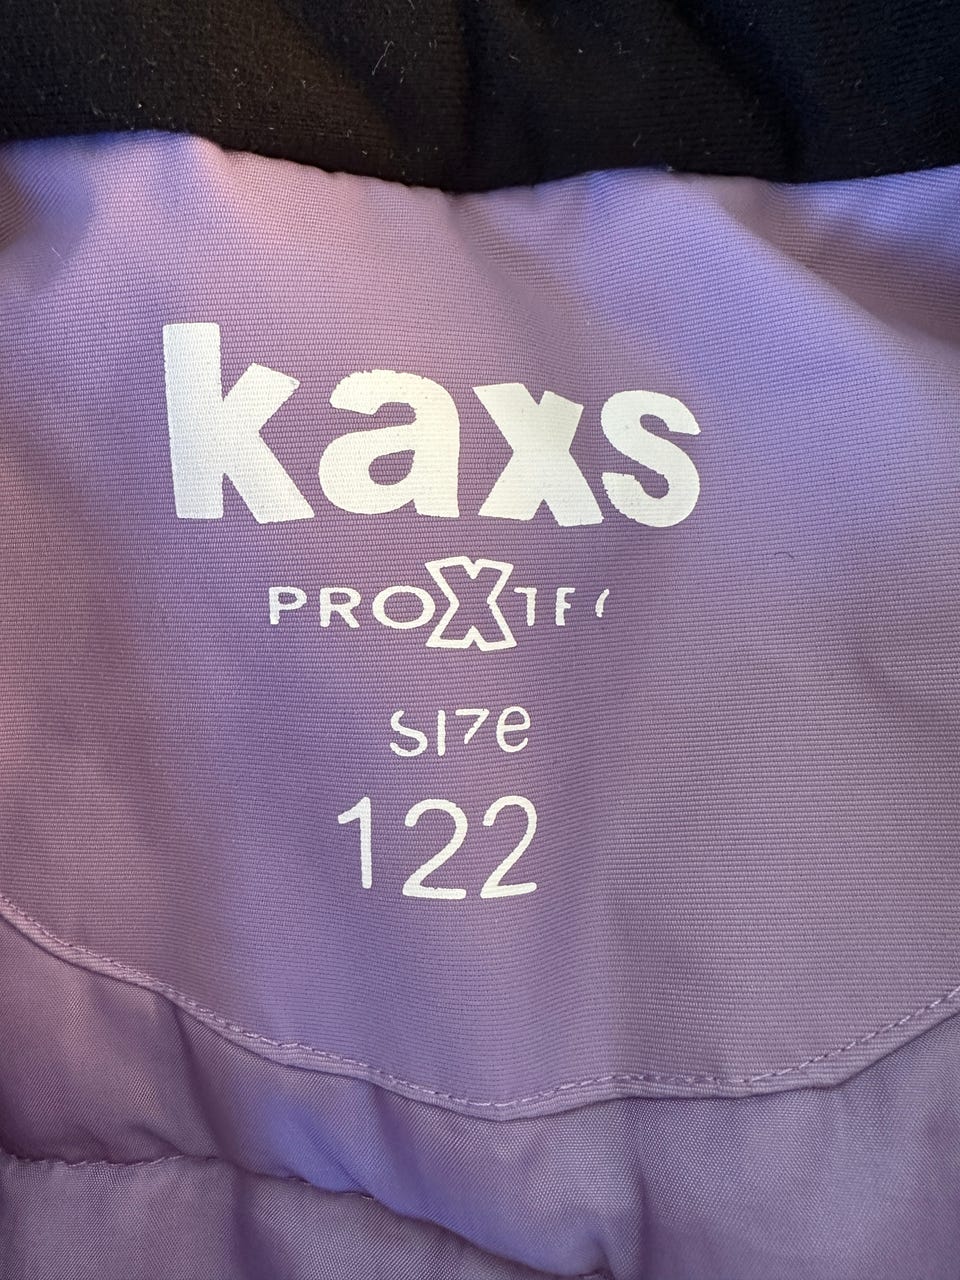 kaxs
PROXTE
SIZe
122